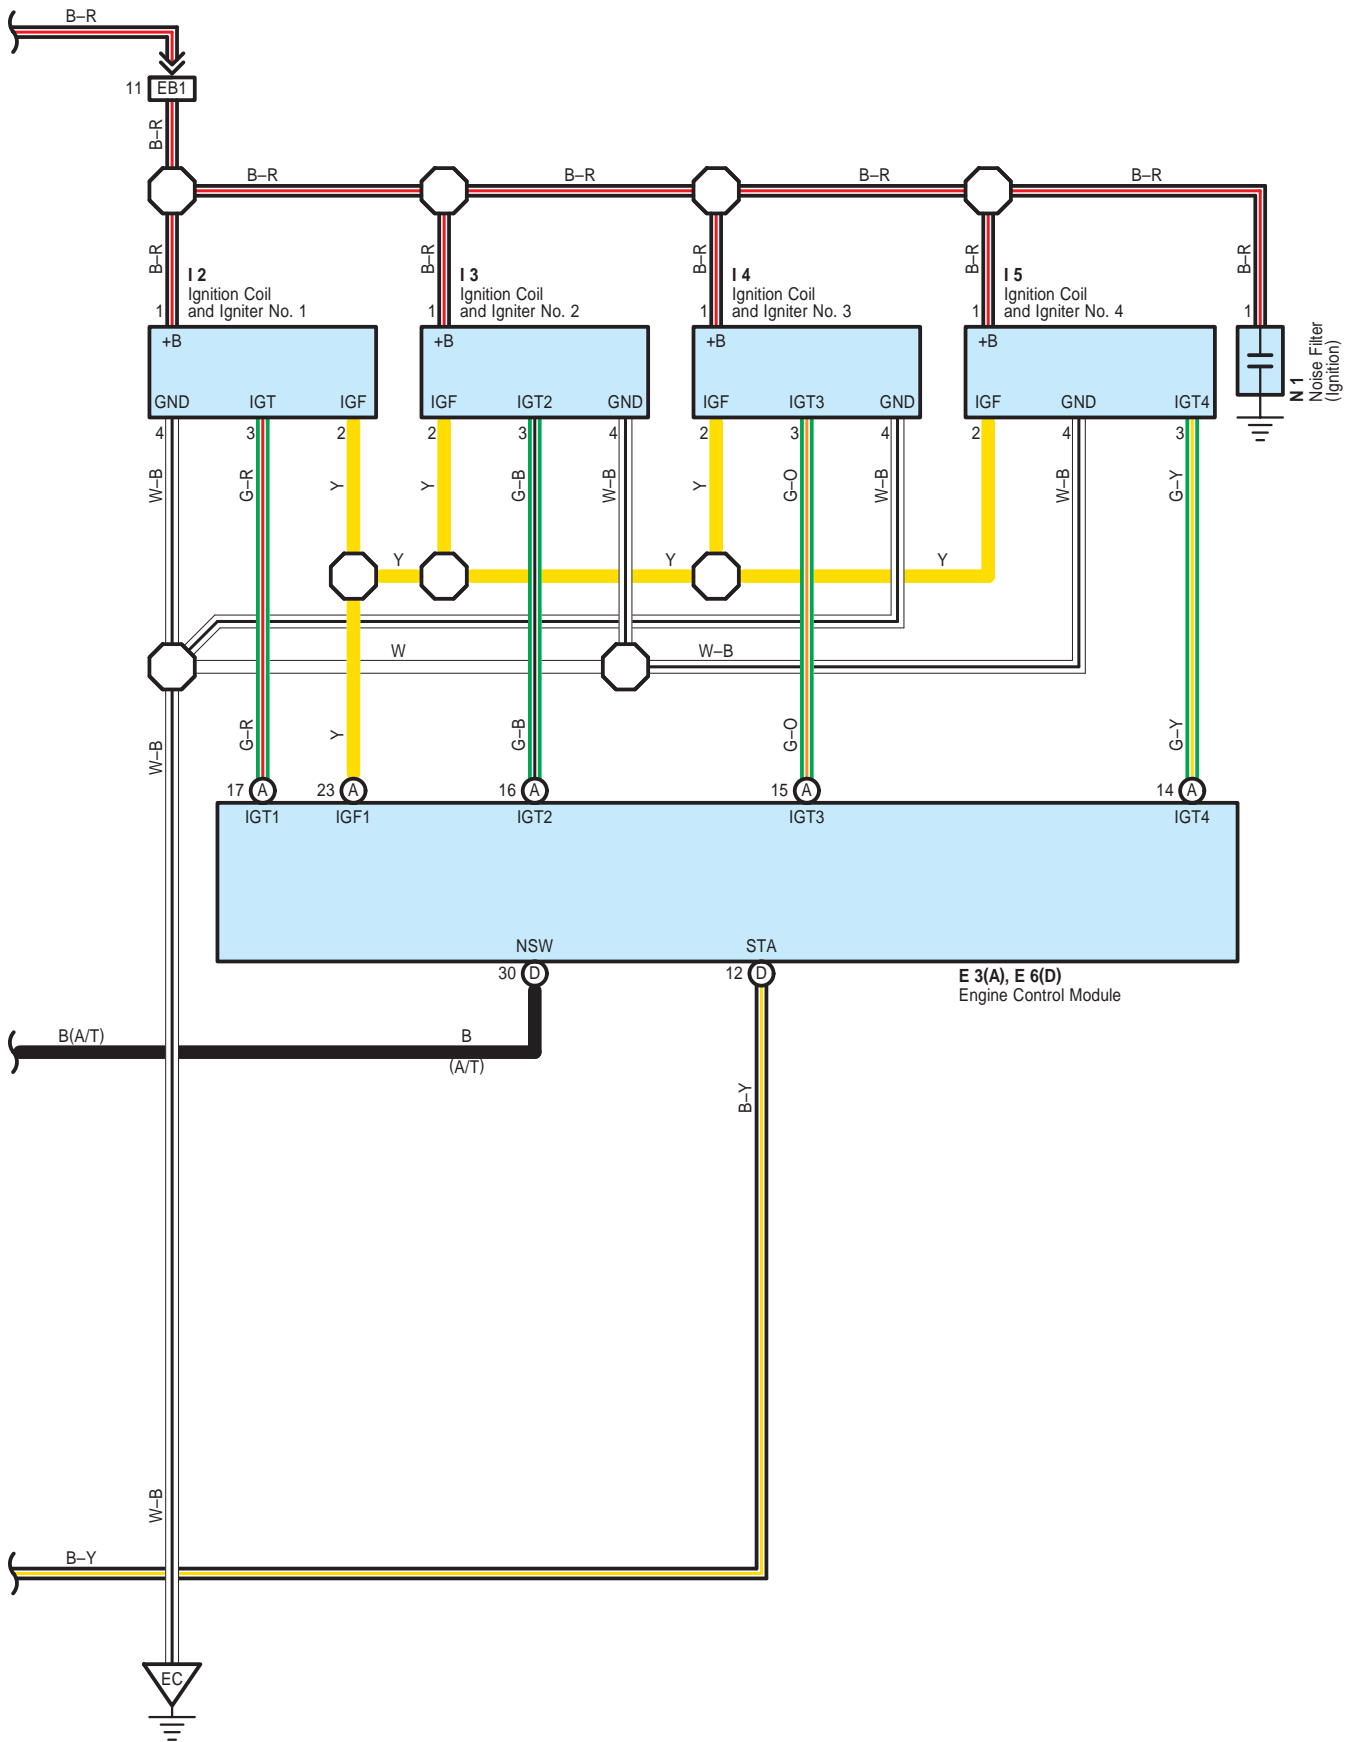 B–R
11 EB1
B–R
B–R B–R B–R B–R
B–R B–R B–R B–R B–R
I 2
Ignition Coil
and Igniter No. 1
I 3
Ignition Coil
and Igniter No. 2
I 4
Ignition Coil
and Igniter No. 3
I 5
Ignition Coil
and Igniter No. 4
1 1 1 1 1
+B +B +B +B
N 1
Noise Filter
(Ignition)
GND IGT IGF IGF IGT2 GND IGF IGT3 GND IGF GND IGT4
4 3 2 2 3 4 2 3 4 2 4 3
W–B G–R Y Y G–B W–B Y G–O W–B W–B G–Y
Y Y Y
W W–B
W–B G–R Y G–B G–O G–Y
17 A 23 A 16 A 15 A 14 A
IGT1 IGF1 IGT2 IGT3 IGT4
NSW STA
30 D 12 D
E 3(A), E 6(D)
Engine Control Module
B(A/T) B
(A/T)
B–Y
W–B
B–Y
EC